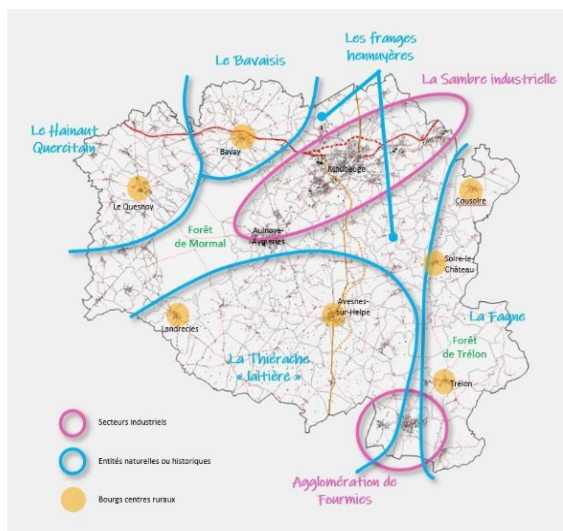 Les franges
hennuyères
Le Bavaisis
La Sambre industrielle
Le Hainaut
Quercitain
Bavay
Maubeuge
Le Quesnoy
Cousolre
Forêt
de Mormal
Aulnoye-
Aymeries
Solre-le-
Château
Landrecies
Avesnes-
sur-Helpe
La Fagne
Forêt
de Trélon
La Thiérache
« laitière »
Trélon
Secteurs industriels
Entités naturelles ou historiques
Bourgs centres ruraux
Agglomération de
Fourmies